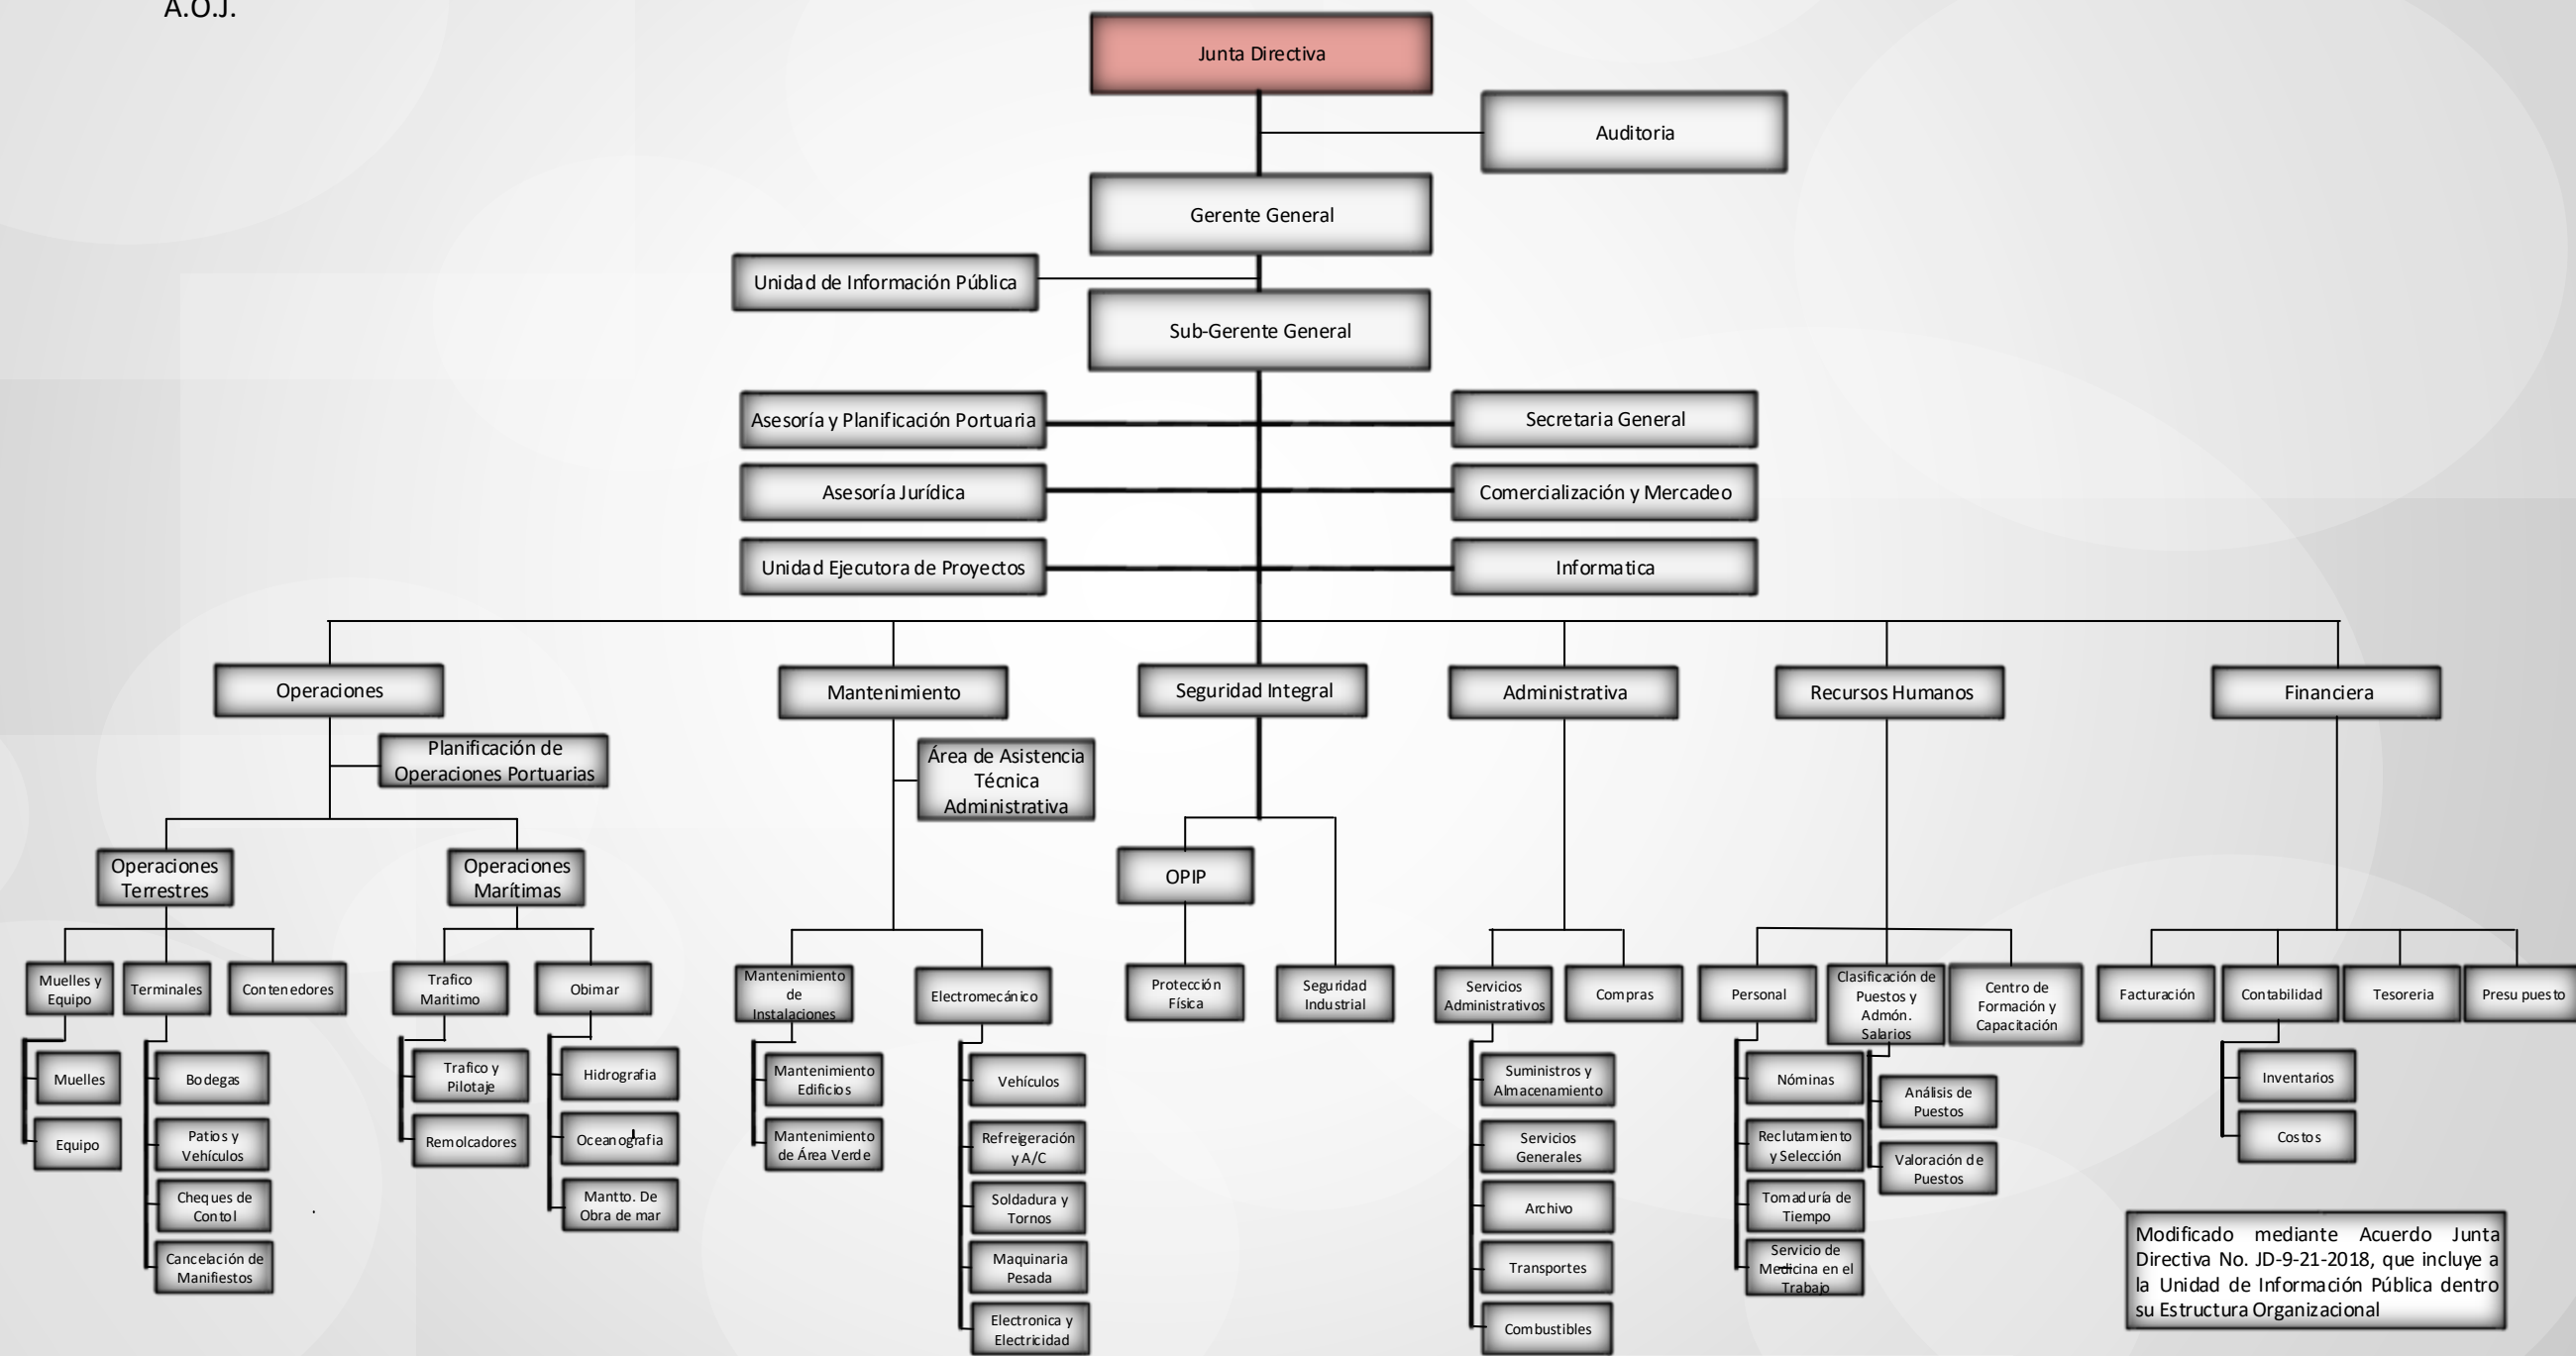 A.O.J.
Junta Directiva
Auditoria
Gerente General
Unidad de Información Pública
Sub-Gerente General
Asesoría y Planificación Portuaria
Secretaria General
Asesoría Jurídica
Comercialización y Mercadeo
Unidad Ejecutora de Proyectos
Informatica
Operaciones
Mantenimiento
Seguridad Integral
Administrativa
Recursos Humanos
Financiera
Planificación de
Operaciones Portuarias
Área de Asistencia
Técnica
Administrativa
Operaciones
Terrestres
Operaciones
Marítimas
OPIP
Muelles y
Equipo
Terminales
Contenedores
Trafico
Maritimo
Obimar
Mantenimiento
de
Instalaciones
Electromecánico
Protección
Física
Seguridad
Industrial
Servicios
Administrativos
Compras
Personal
Clasificación de
Puestos y
Admón.
Salarios
Centro de
Formación y
Capacitación
Facturación
Contabilidad
Tesoreria
Presupuesto
Muelles
Equipo
Bodegas
Patios y
Vehículos
Cheques de
Contol
Cancelación de
Manifiestos
Trafico y
Pilotaje
Remolcadores
Hidrografia
Oceanografia
Mantto. De
Obra de mar
Mantenimiento
Edificios
Mantenimiento
de Área Verde
Vehículos
Refreigeración
y A/C
Soldadura y
Tornos
Maquinaria
Pesada
Electronica y
Electricidad
Suministros y
Almacenamiento
Servicios
Generales
Archivo
Transportes
Combustibles
Nóminas
Reclutamiento
y Selección
Tomaduría de
Tiempo
Servicio de
Medicina en el
Trabajo
Análisis de
Puestos
Valoración de
Puestos
Inventarios
Costos
Modificado mediante Acuerdo Junta
Directiva No. JD-9-21-2018, que incluye a
la Unidad de Información Pública dentro
su Estructura Organizacional